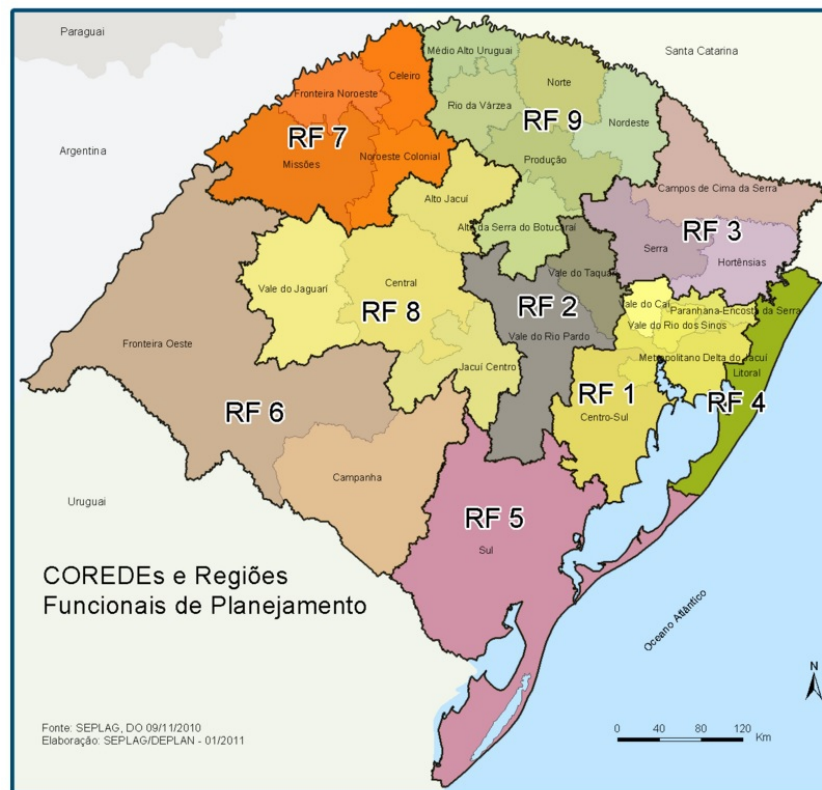 Paraguai
Santa Catarina
Argentina
Uruguai
Médio Alto Uruguai
Norte
Celeiro
Fronteira Noroeste
Rio da Várzea
Nordeste
RF 7
RF 9
Missões
Noroeste Colonial
Produção
Alto Jacuí
Campos de Cima da Serra
Alto da Serra do Botucaraí
Serra
RF 3
Hortênsias
Vale do Taquari
Vale do Jaguarí
Central
RF 2
RF 8
Vale do Caí
Paranhana-Encosta da Serra
Vale do Rio dos Sinos
Vale do Rio Pardo
Fronteira Oeste
Metropolitano Delta do Jacuí
Jacuí Centro
Litoral
RF 1
RF 4
RF 6
Centro-Sul
Campanha
RF 5
Sul
COREDEs e Regiões
Funcionais de Planejamento
Oceano Atlântico
N
Fonte: SEPLAG, DO 09/11/2010
Elaboração: SEPLAG/DEPLAN - 01/2011
0 40 80 120
Km